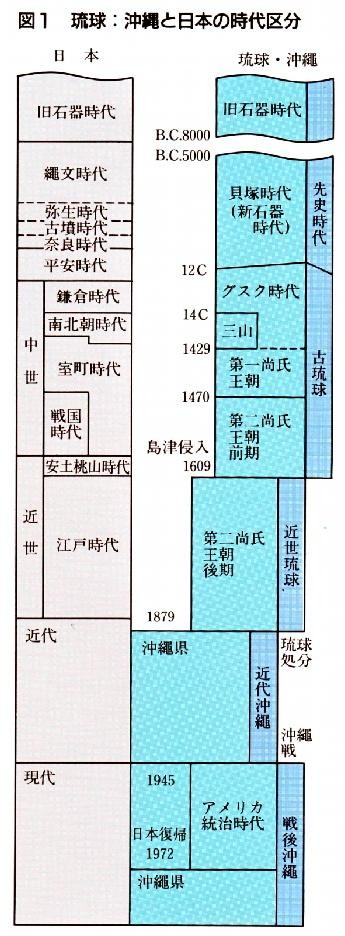 図1 琉球：沖縄と日本の時代区分
日本
琉球・沖縄
旧石器時代
旧石器時代
B.C.8000
B.C.5000
縄文時代
弥生時代
古墳時代
奈良時代
平安時代
貝塚時代
(新石器
時代)
先史時代
12C
中世
鎌倉時代
南北朝時代
室町時代
戦国
時代
グスク時代
14C
三山
1429
第一尚氏
王朝
1470
第二尚氏
王朝
前期
古琉球
島津侵入
1609
安土桃山時代
近世
江戸時代
第二尚氏
王朝
後期
近世琉球
1879
近代
沖縄県
近代沖縄
琉球
処分
沖縄
戦
現代
1945
アメリカ
統治時代
日本復帰
1972
沖縄県
戦後沖縄